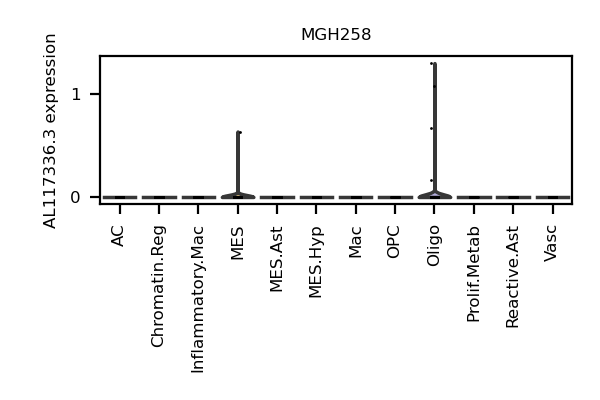 MGH258
AL117336.3 expression
1
0
AC
Chromatin.Reg
Inflammatory.Mac
MES
MES.Ast
MES.Hyp
Mac
OPC
Oligo
Prolif.Metab
Reactive.Ast
Vasc